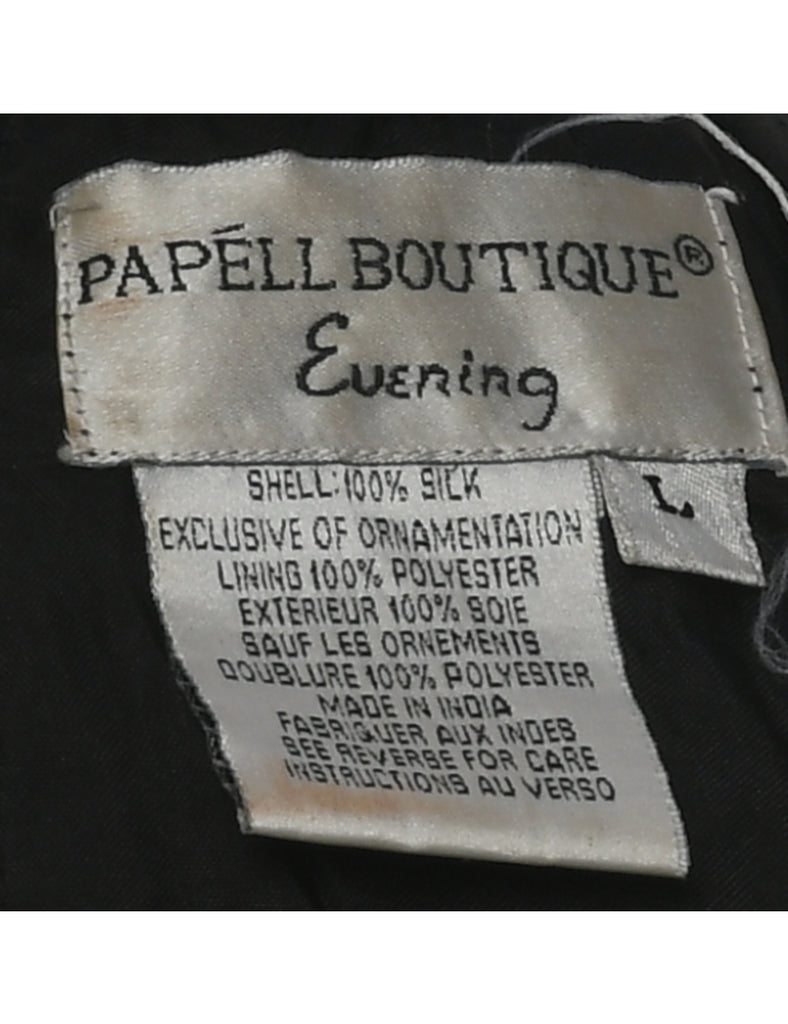 PAPÉLL BOUTIQUE®
Evening
L
SHELL: 100% SILK
EXCLUSIVE OF ORNAMENTATION
LINING 100% POLYESTER
EXTERIEUR 100% SOIE
SAUF LES ORNEMENTS
DOUBLURE 100% POLYESTER
MADE IN INDIA
FABRIQUER AUX INDES
SEE REVERSE FOR CARE
INSTRUCTIONS AU VERSO